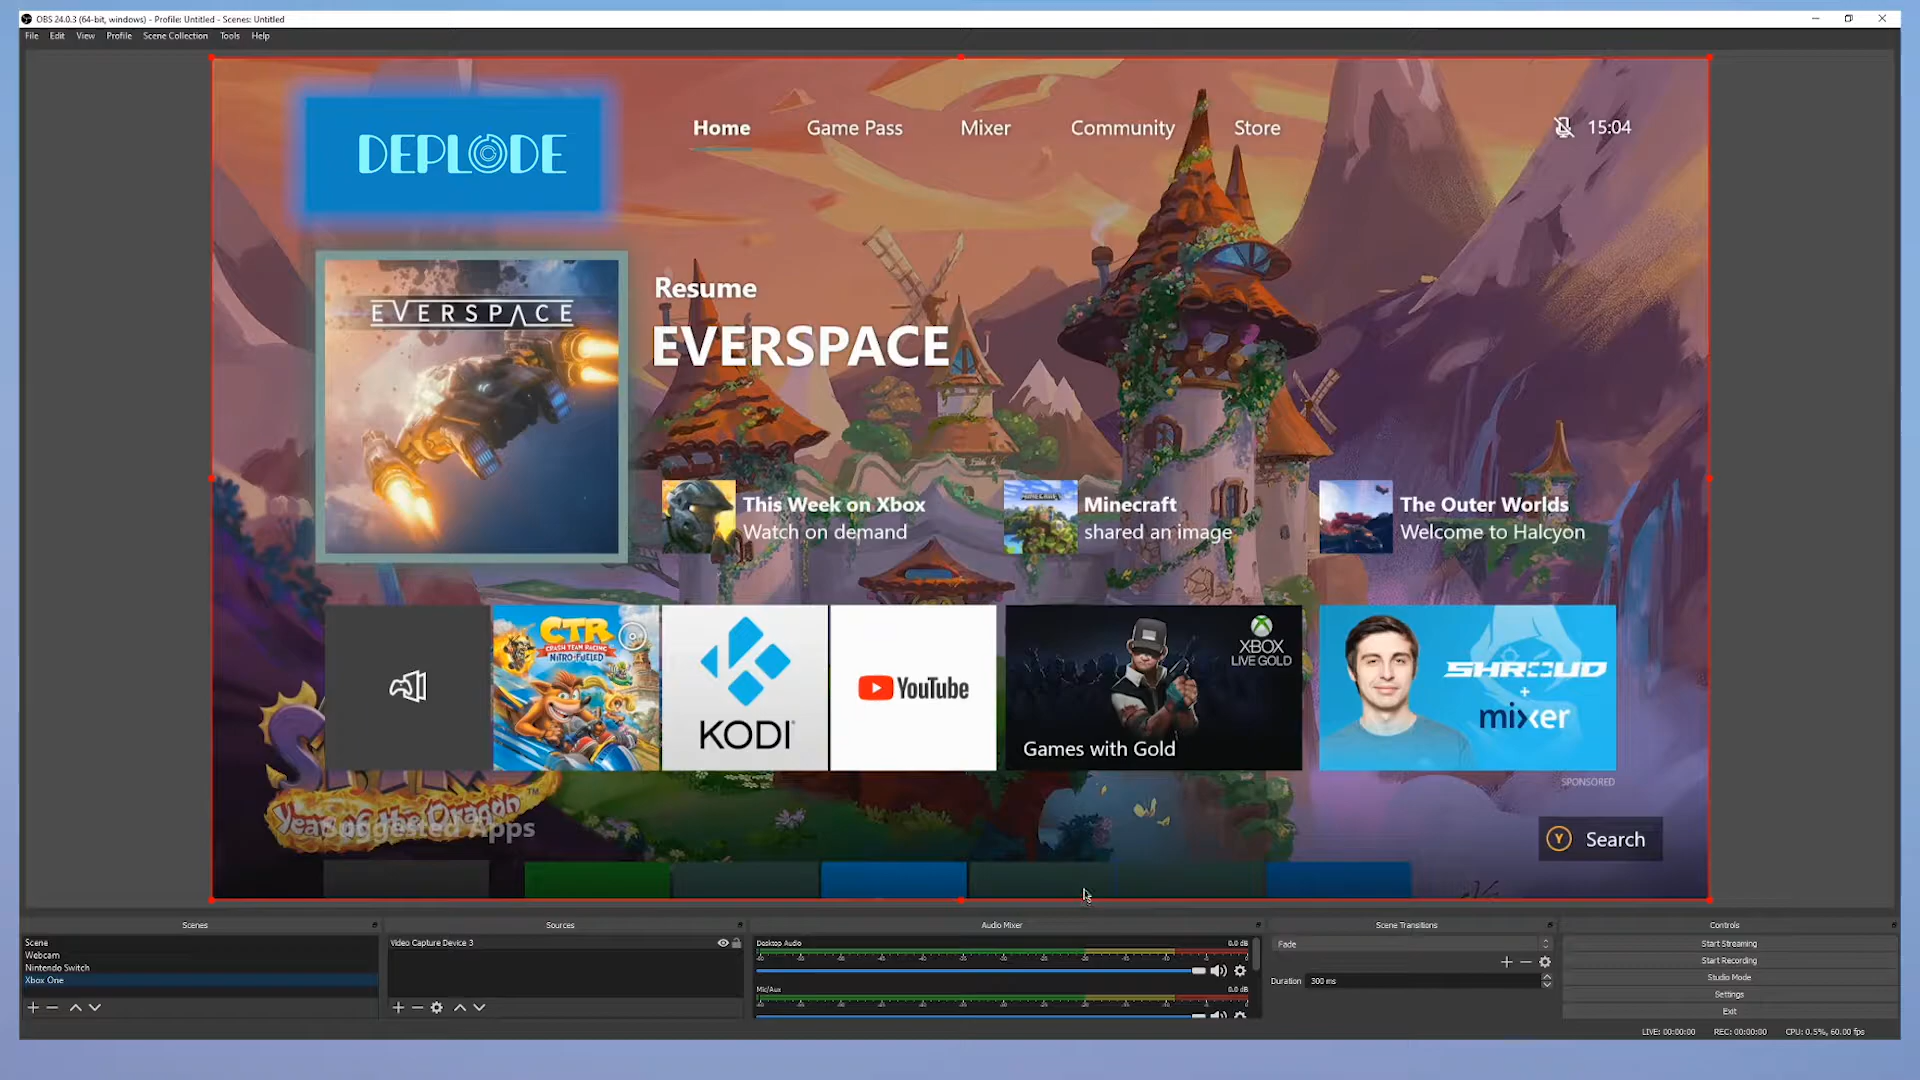 OBS 24.0.3 (64-bit, windows) - Profile: Untitled - Scenes: Untitled
File Edit View Profile Scene Collection Tools Help
DEPLODE
Home Game Pass Mixer Community Store
15:04
EVERSPACE
Resume
EVERSPACE
This Week on Xbox
Watch on demand
Minecraft
shared an image
The Outer Worlds
Welcome to Halcyon
CTR
CRASH TEAM RACING
NITRO-FUELED
KODI
YouTube
XBOX
LIVE GOLD
Games with Gold
SHROUD
+
mixer
SPONSORED
Year of the Dragon
Suggested Apps
Y Search
Scenes
Sources
Audio Mixer
Scene Transitions
Controls
Scene
Webcam
Nintendo Switch
Xbox One
Video Capture Device 3
Desktop Audio 0.0 dB
Mic/Aux 0.0 dB
Fade
Duration 300 ms
Start Streaming
Start Recording
Studio Mode
Settings
Exit
LIVE: 00:00:00 REC: 00:00:00 CPU: 0.5%, 60.00 fps